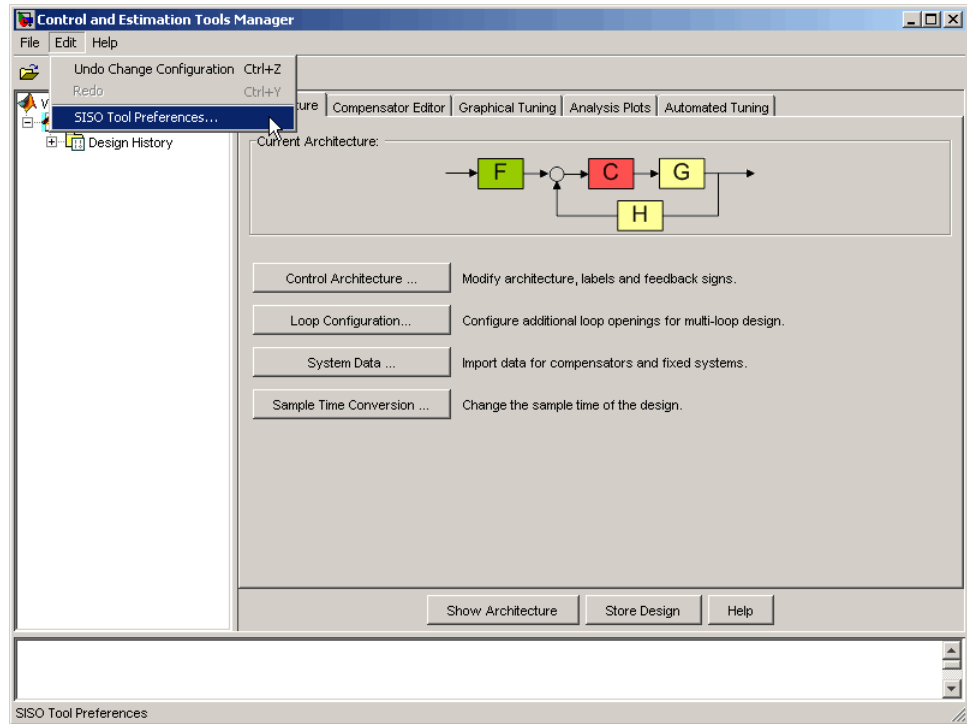 Control and Estimation Tools Manager
File Edit Help
Undo Change Configuration Ctrl+Z
Redo Ctrl+Y
SISO Tool Preferences...
Compensator Editor Graphical Tuning Analysis Plots Automated Tuning
Design History
Current Architecture:
F C G
H
Control Architecture ... Modify architecture, labels and feedback signs.
Loop Configuration... Configure additional loop openings for multi-loop design.
System Data ... Import data for compensators and fixed systems.
Sample Time Conversion ... Change the sample time of the design.
Show Architecture Store Design Help
SISO Tool Preferences